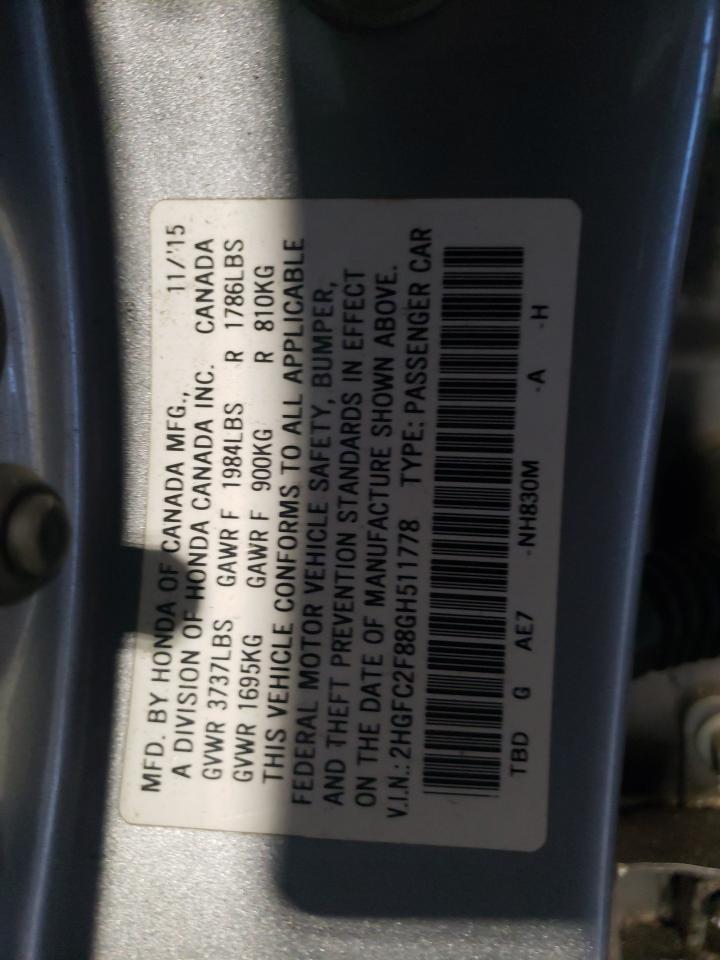 MFD. BY HONDA OF CANADA MFG., 11/'15
A DIVISION OF HONDA CANADA INC. CANADA
GVWR 3737LBS GAWR F 1984LBS R 1786LBS
GVWR 1695KG GAWR F 900KG R 810KG
THIS VEHICLE CONFORMS TO ALL APPLICABLE
FEDERAL MOTOR VEHICLE SAFETY, BUMPER,
AND THEFT PREVENTION STANDARDS IN EFFECT
ON THE DATE OF MANUFACTURE SHOWN ABOVE.
V.I.N.: 2HGFC2F88GH511778 TYPE: PASSENGER CAR
TBD G AE7 -NH830M -A -H